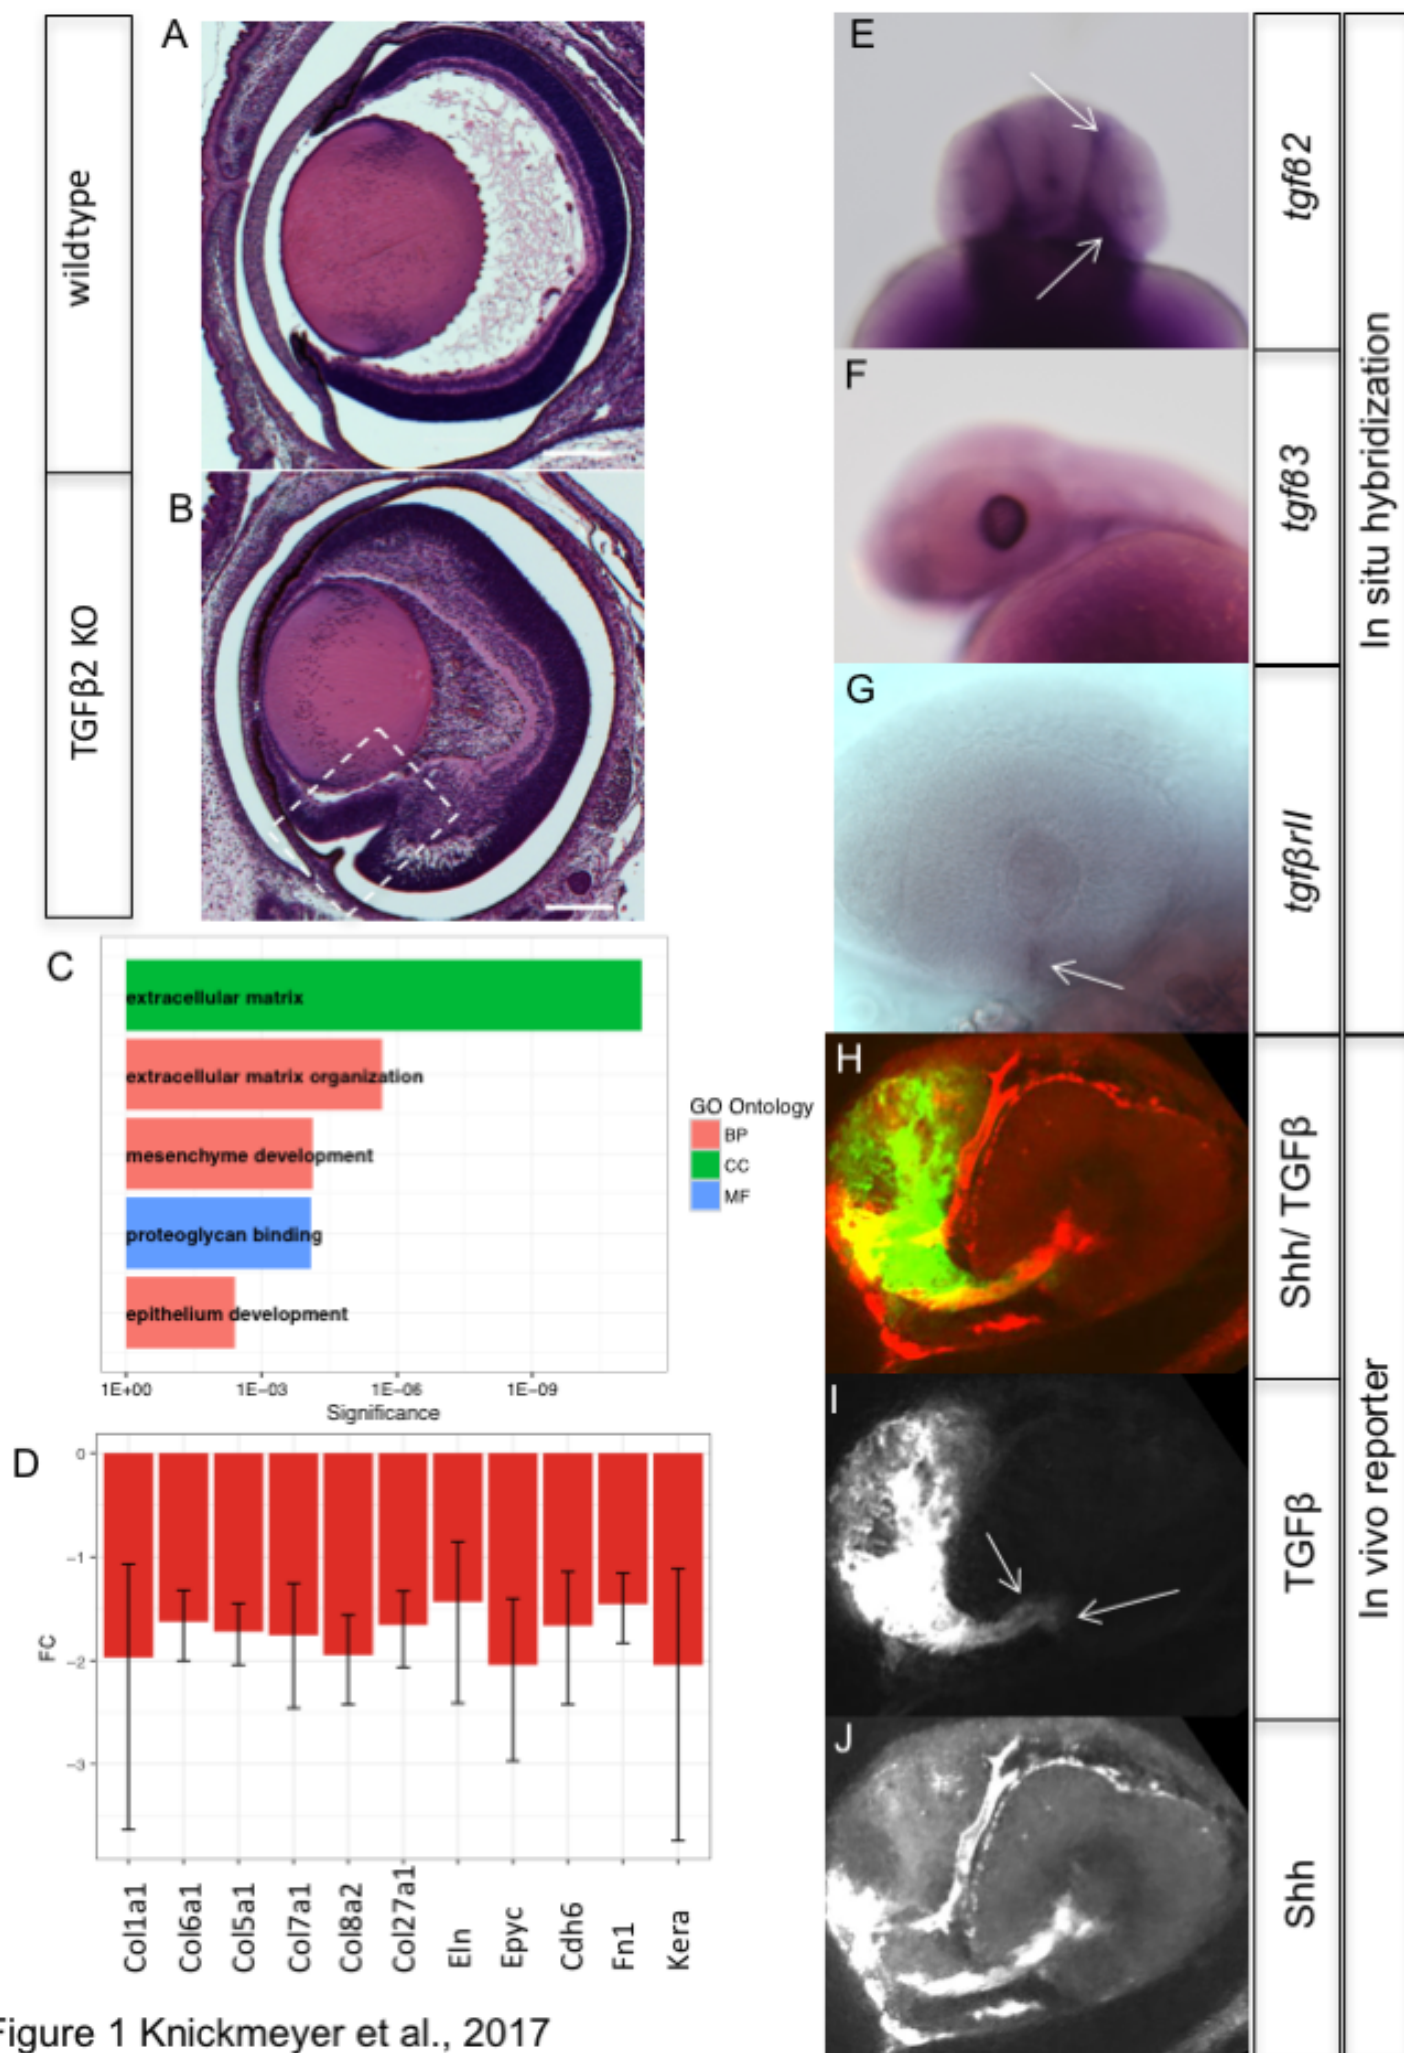 wildtype
TGFβ2 KO
A
B
C
extracellular matrix
extracellular matrix organization
mesenchyme development
proteoglycan binding
epithelium development
1E+00 1E-03 1E-06 1E-09
Significance
GO Ontology
BP
CC
MF
D
0
-1
-2
-3
FC
Col1a1
Col6a1
Col5a1
Col7a1
Col8a2
Col27a1
Eln
Epyc
Cdh6
Fn1
Kera
E
F
G
H
I
J
tgfβ2
tgfβ3
tgfβrII
Shh/ TGFβ
TGFβ
Shh
In situ hybridization
In vivo reporter
igure 1 Knickmeyer et al., 2017